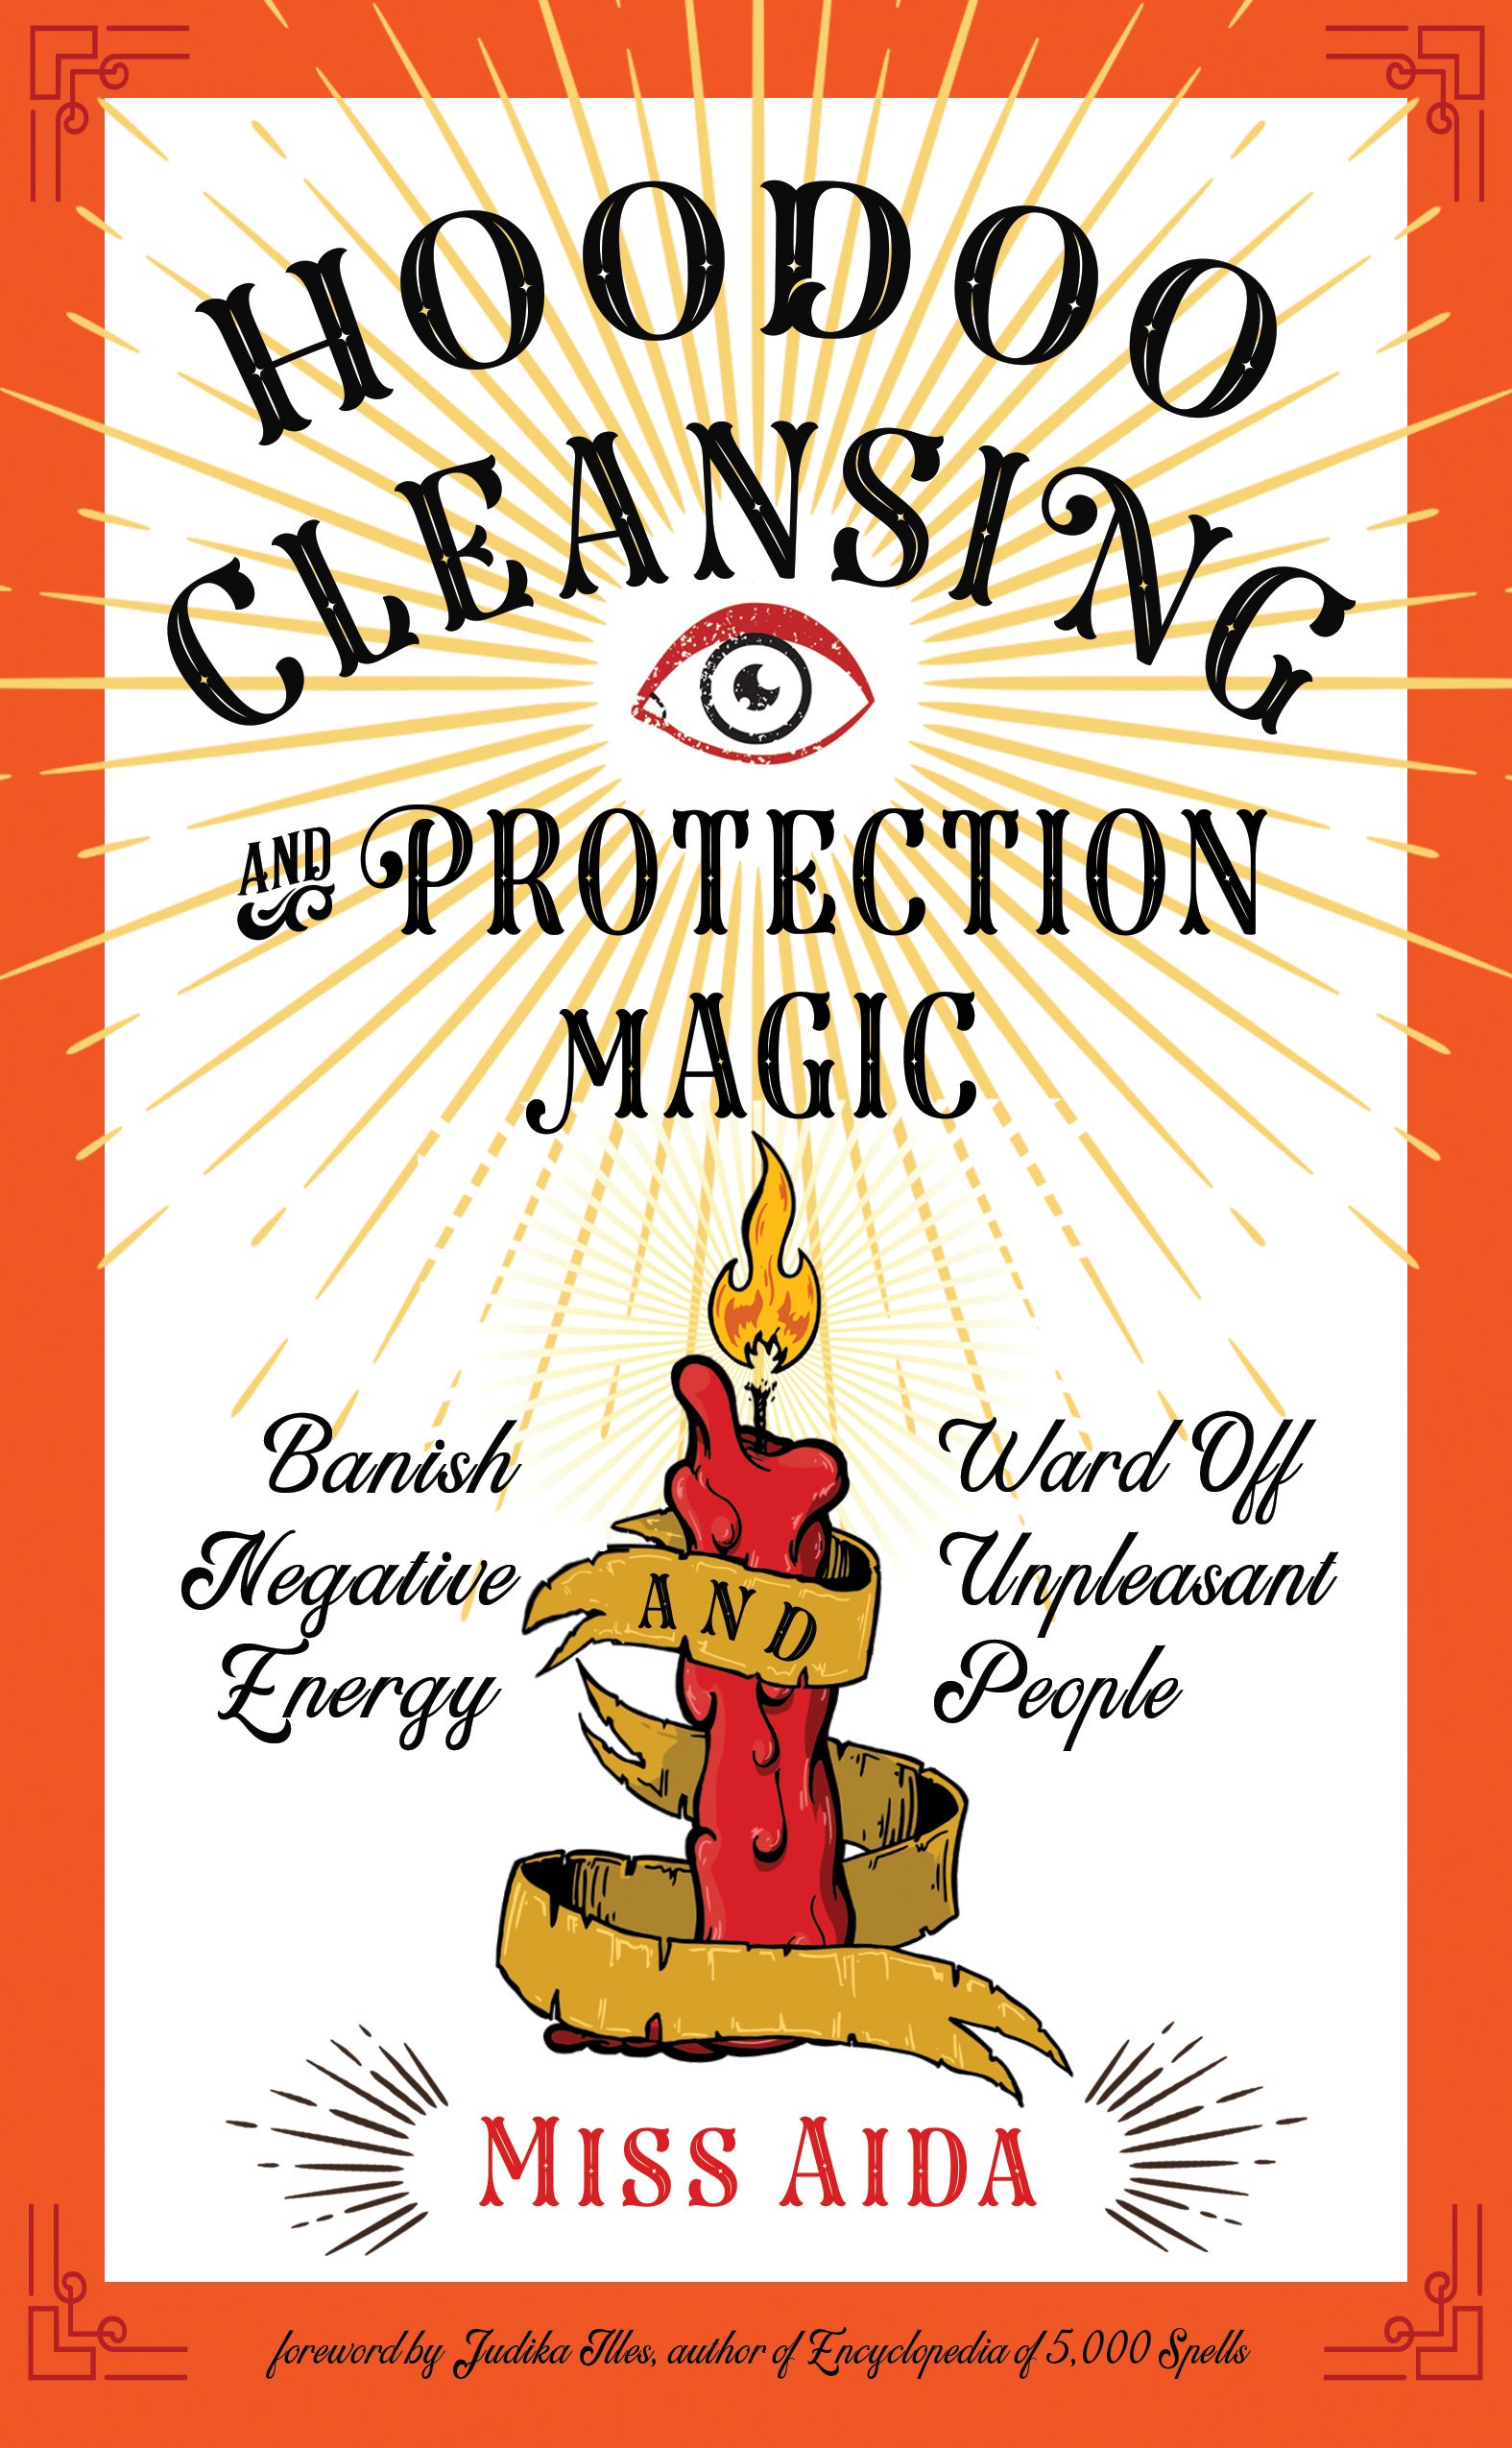 HOODOO
CLEANSING
AND PROTECTION
MAGIC
Banish
Negative
Energy
AND
Ward Off
Unpleasant
People
MISS AIDA
foreword by Judika Illes, author of Encyclopedia of 5,000 Spells